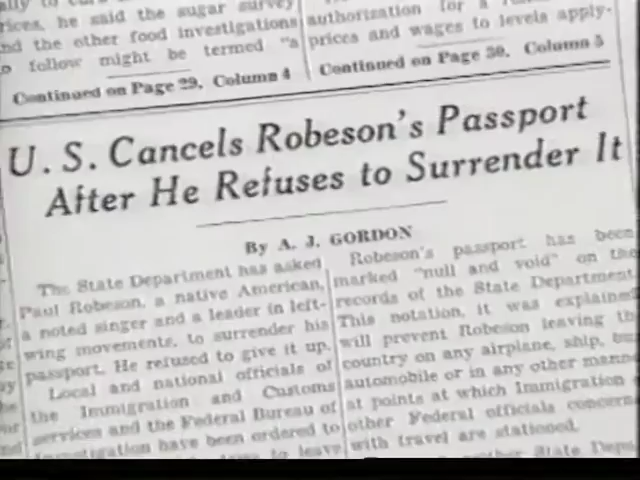 prices, he said the sugar survey
and the other food investigations
to follow might be termed "a
Continued on Page 29, Column 4
authorization for a
prices and wages to levels apply-
Continued on Page 30, Column 5
U. S. Cancels Robeson's Passport
After He Refuses to Surrender It
By A. J. GORDON
The State Department has asked
Paul Robeson, a native American,
a noted singer and a leader in left-
wing movements, to surrender his
passport. He refused to give it up.
Local and national officials of
the Immigration and Customs
services and the Federal Bureau of
Investigation have been ordered to
to leave
Robeson's passport has been
marked "null and void" on the
records of the State Department.
This notation, it was explained
will prevent Robeson leaving the
country on any airplane, ship, bus
automobile or in any other manner
at points at which Immigration
other Federal officials concerned
with travel are stationed.